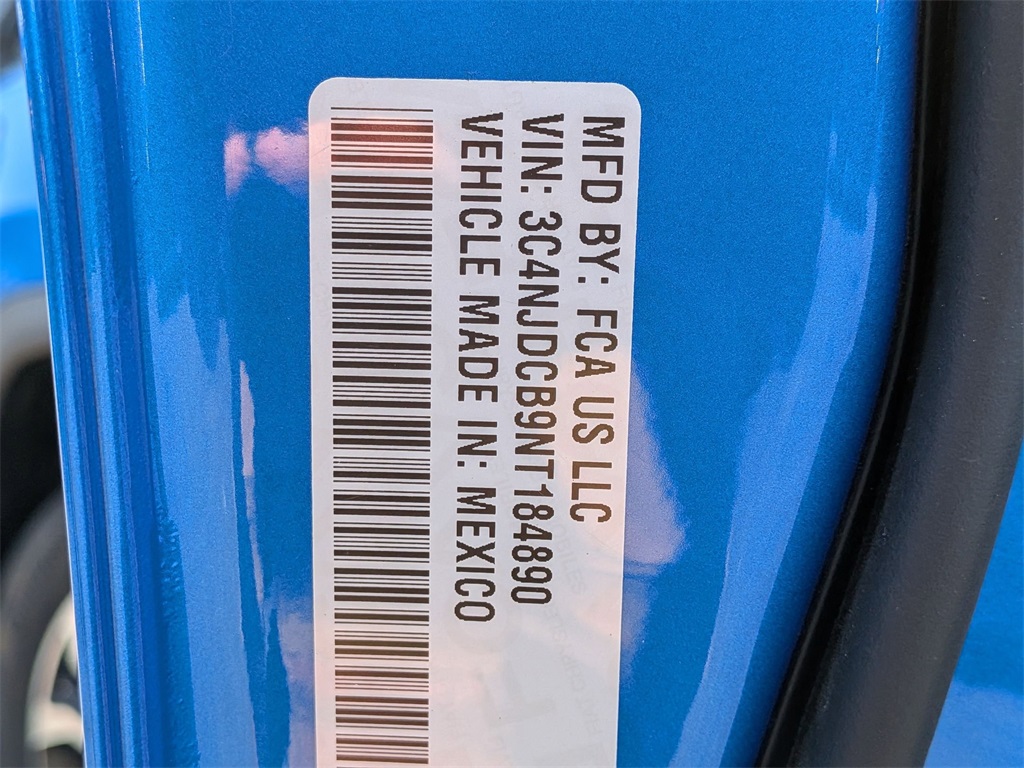 MFD BY: FCA US LLC
VIN: 3C4NJDCB9NT184890
VEHICLE MADE IN: MEXICO